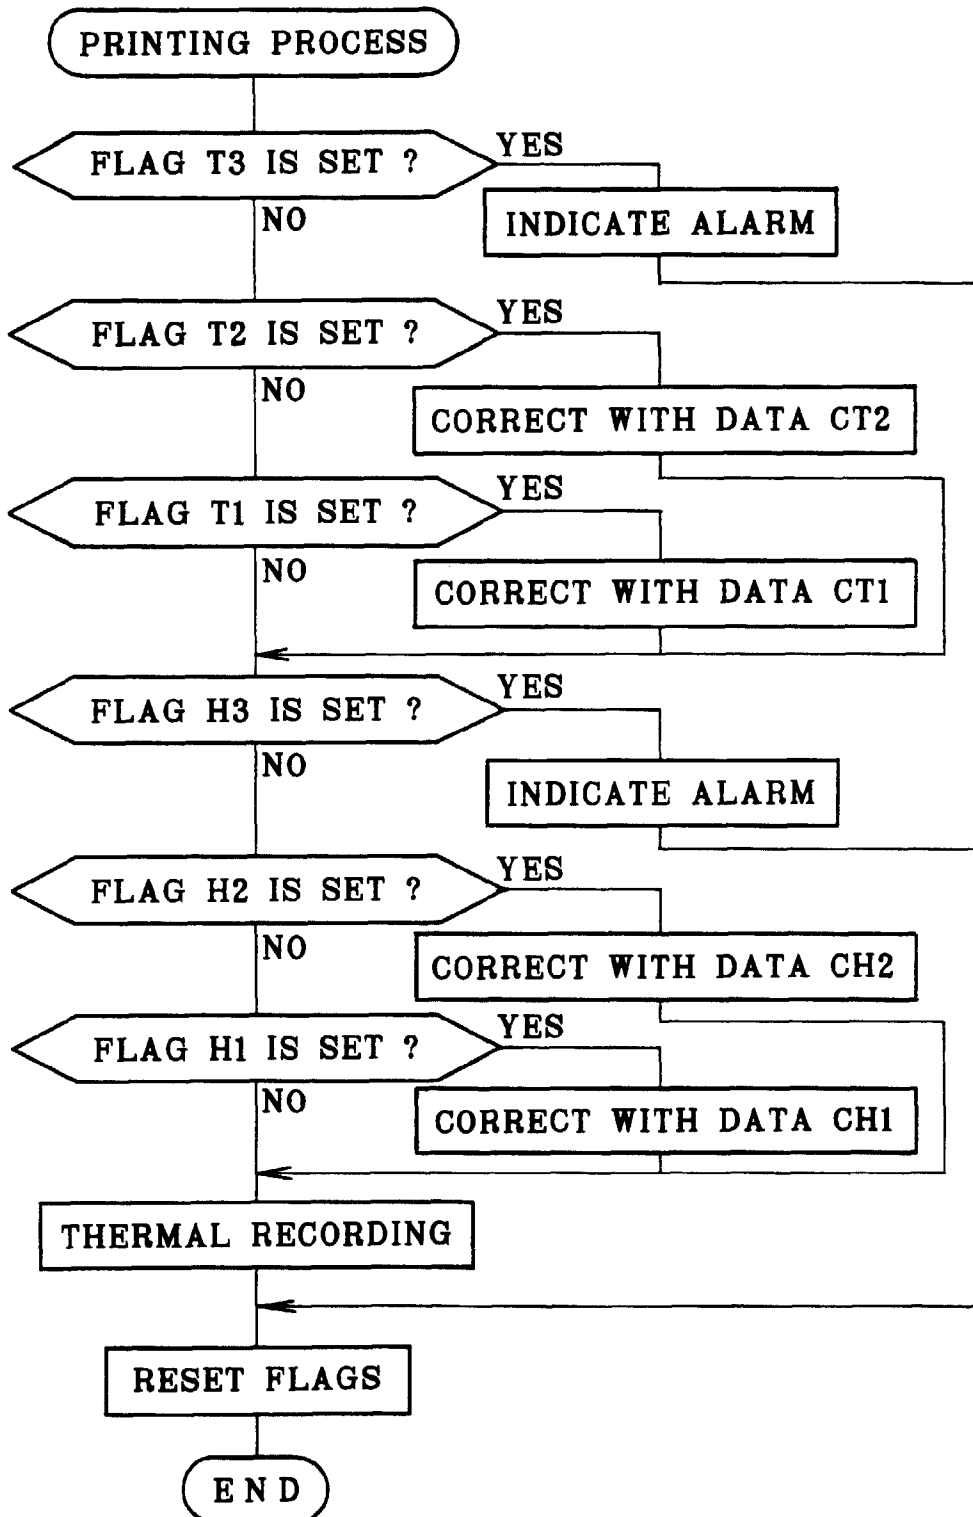 PRINTING PROCESS
FLAG T3 IS SET ?
YES
NO
INDICATE ALARM
FLAG T2 IS SET ?
YES
NO
CORRECT WITH DATA CT2
FLAG T1 IS SET ?
YES
NO
CORRECT WITH DATA CT1
FLAG H3 IS SET ?
YES
NO
INDICATE ALARM
FLAG H2 IS SET ?
YES
NO
CORRECT WITH DATA CH2
FLAG H1 IS SET ?
YES
NO
CORRECT WITH DATA CH1
THERMAL RECORDING
RESET FLAGS
END